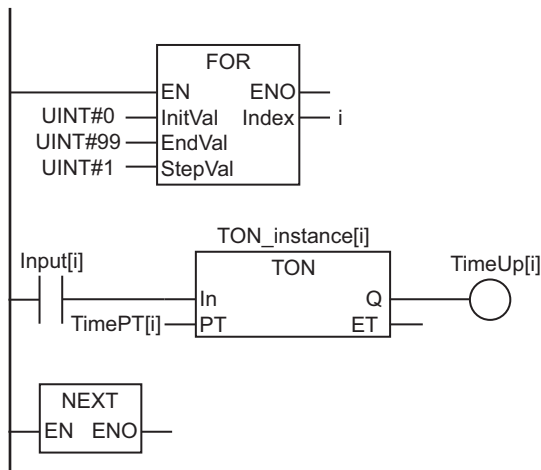 FOR
EN ENO
UINT#0 InitVal Index i
UINT#99 EndVal
UINT#1 StepVal
TON_instance[i]
Input[i] TON TimeUp[i]
In Q
TimePT[i] PT ET
NEXT
EN ENO